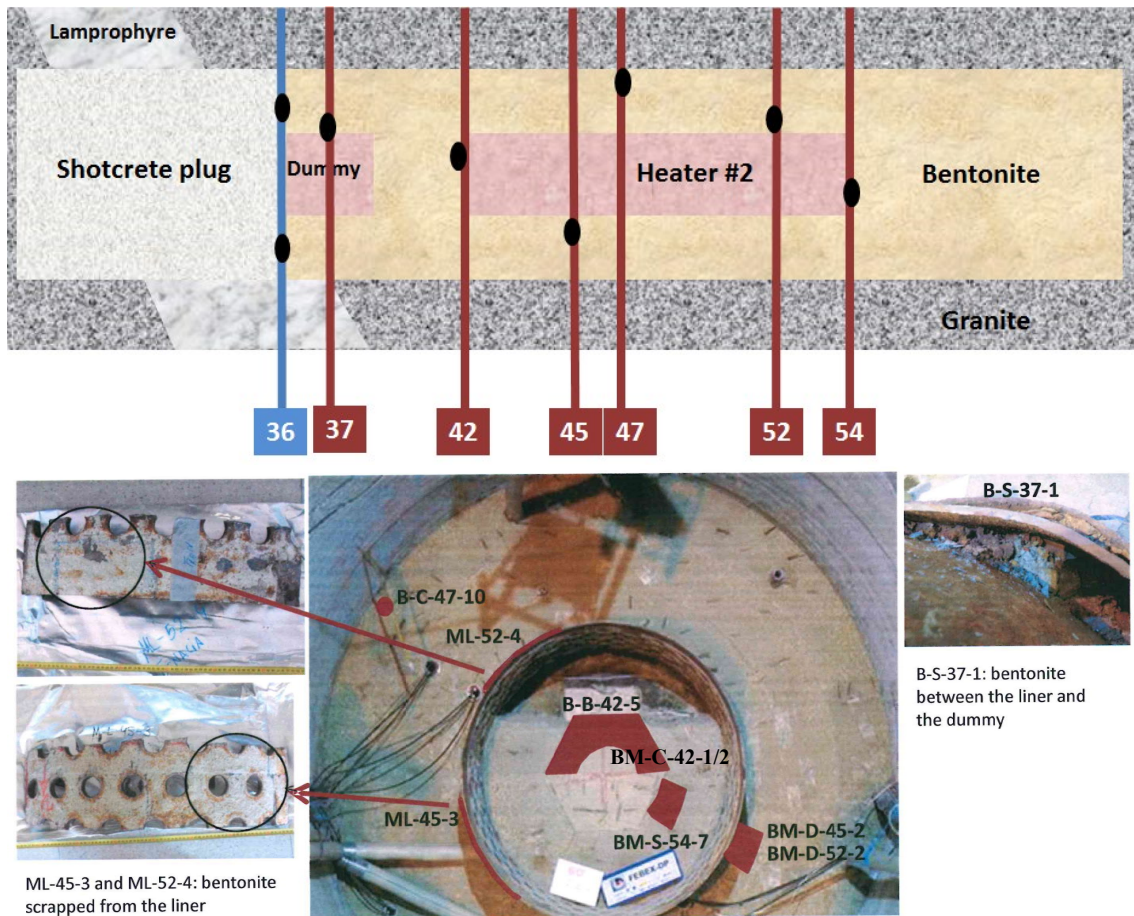 Lamprophyre
Shotcrete plug
Dummy
Heater #2
Bentonite
Granite
36
37
42
45
47
52
54
B-S-37-1
B-C-47-10
ML-52-4
B-B-42-5
BM-C-42-1/2
ML-45-3
BM-S-54-7
BM-D-45-2
BM-D-52-2
FEBEX-DP
B-S-37-1: bentonite
between the liner and
the dummy
ML-45-3 and ML-52-4: bentonite
scrapped from the liner